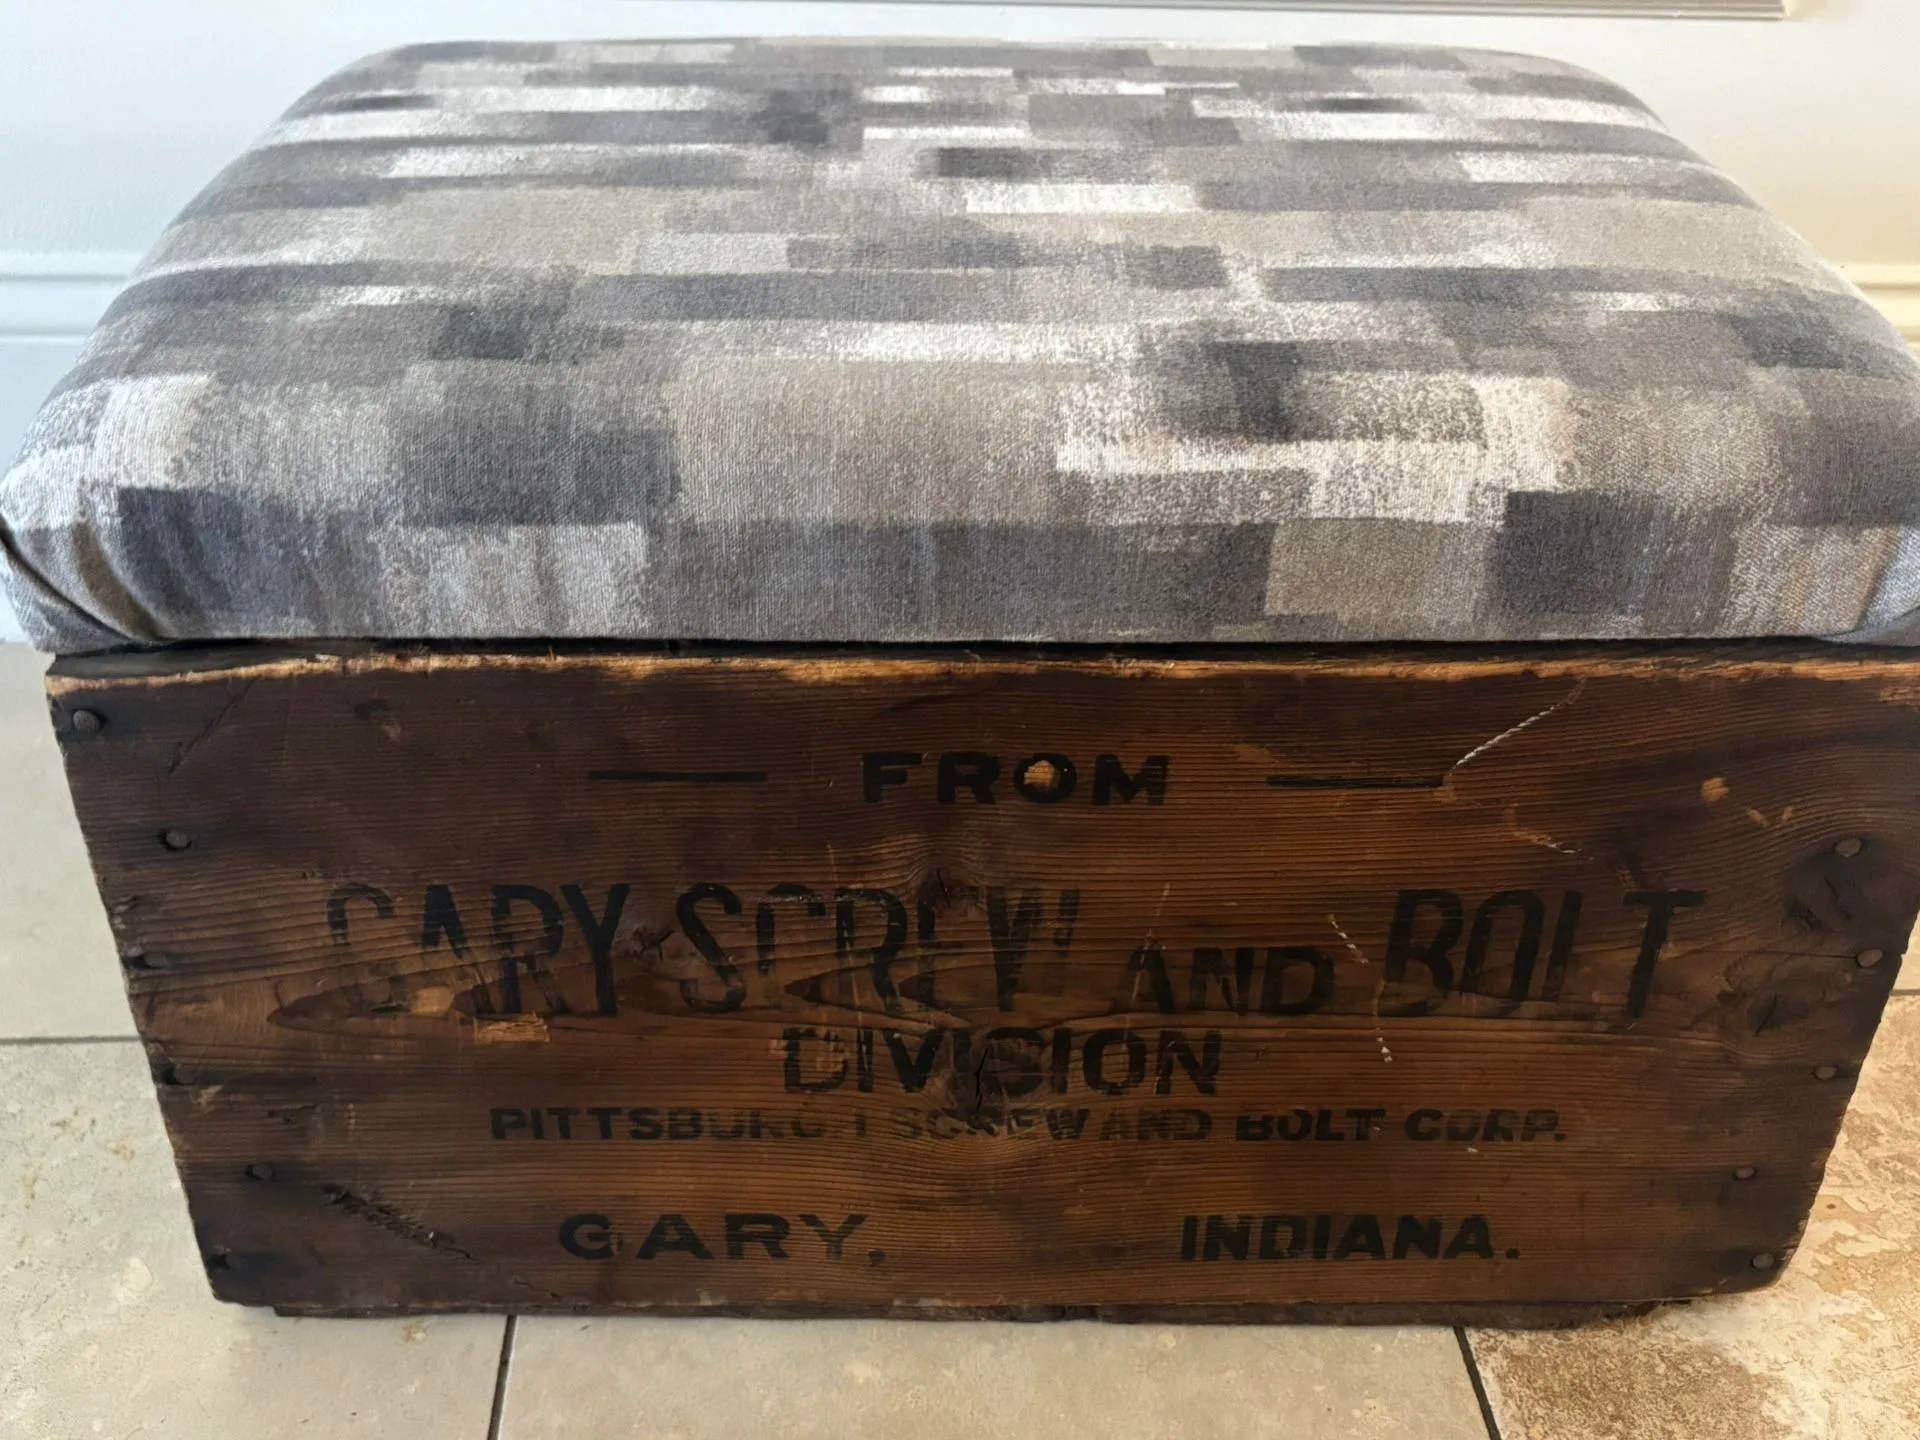 FROM
GARY SCREW AND BOLT
DIVISION
PITTSBURGH SCREW AND BOLT CORP.
GARY, INDIANA.